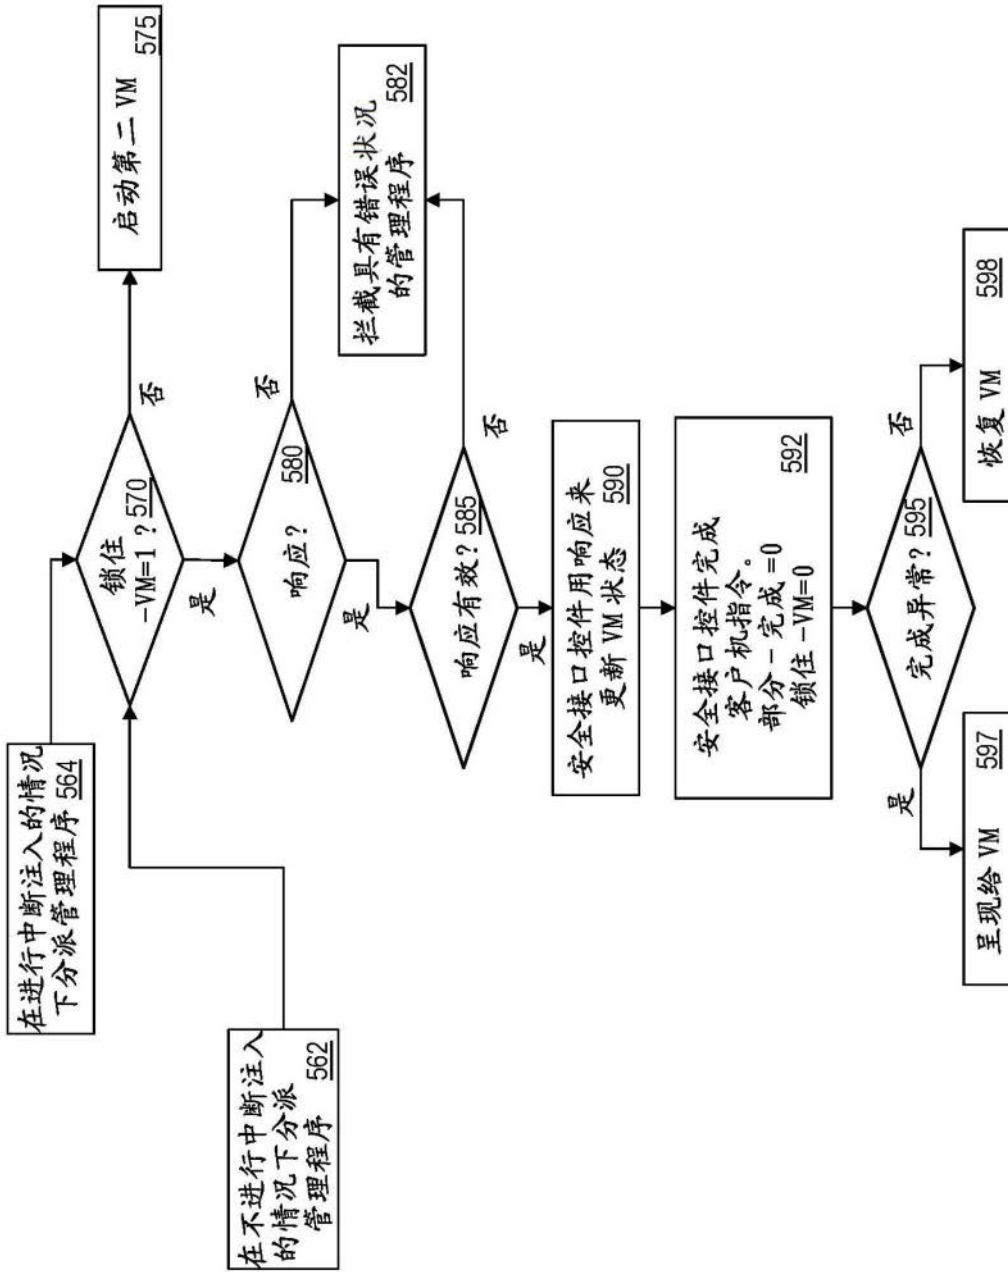 在进行中断注入的情况
下分派管理程序 564
在不进行中断注入
的情况下分派
管理程序
562
锁住
-VM=1 ?
570
否
启动第二 VM
575
是
响应?
580
否
拦截具有错误状况
的管理程序
582
是
响应有效?
585
否
是
安全接口控件用响应来
更新 VM 状态
590
安全接口控件完成
客户机指令。
部分－完成 =0
锁住 -VM=0
592
完成异常?
595
是
否
呈现给 VM
597
恢复 VM
598